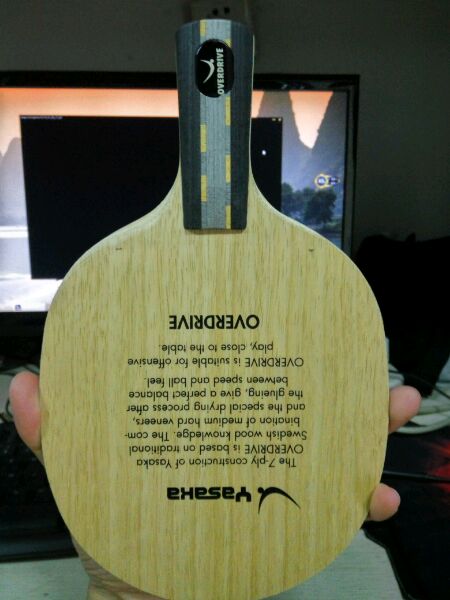 Yasaka
The 7-ply construction of Yasaka
OVERDRIVE is based on traditional
Swedish wood knowledge. The com-
bination of medium hard veneers,
and the special drying process after
the glueing, give a perfect balance
between speed and ball feel.
OVERDRIVE is suitable for offensive
play, close to the table.
OVERDRIVE
OVERDRIVE